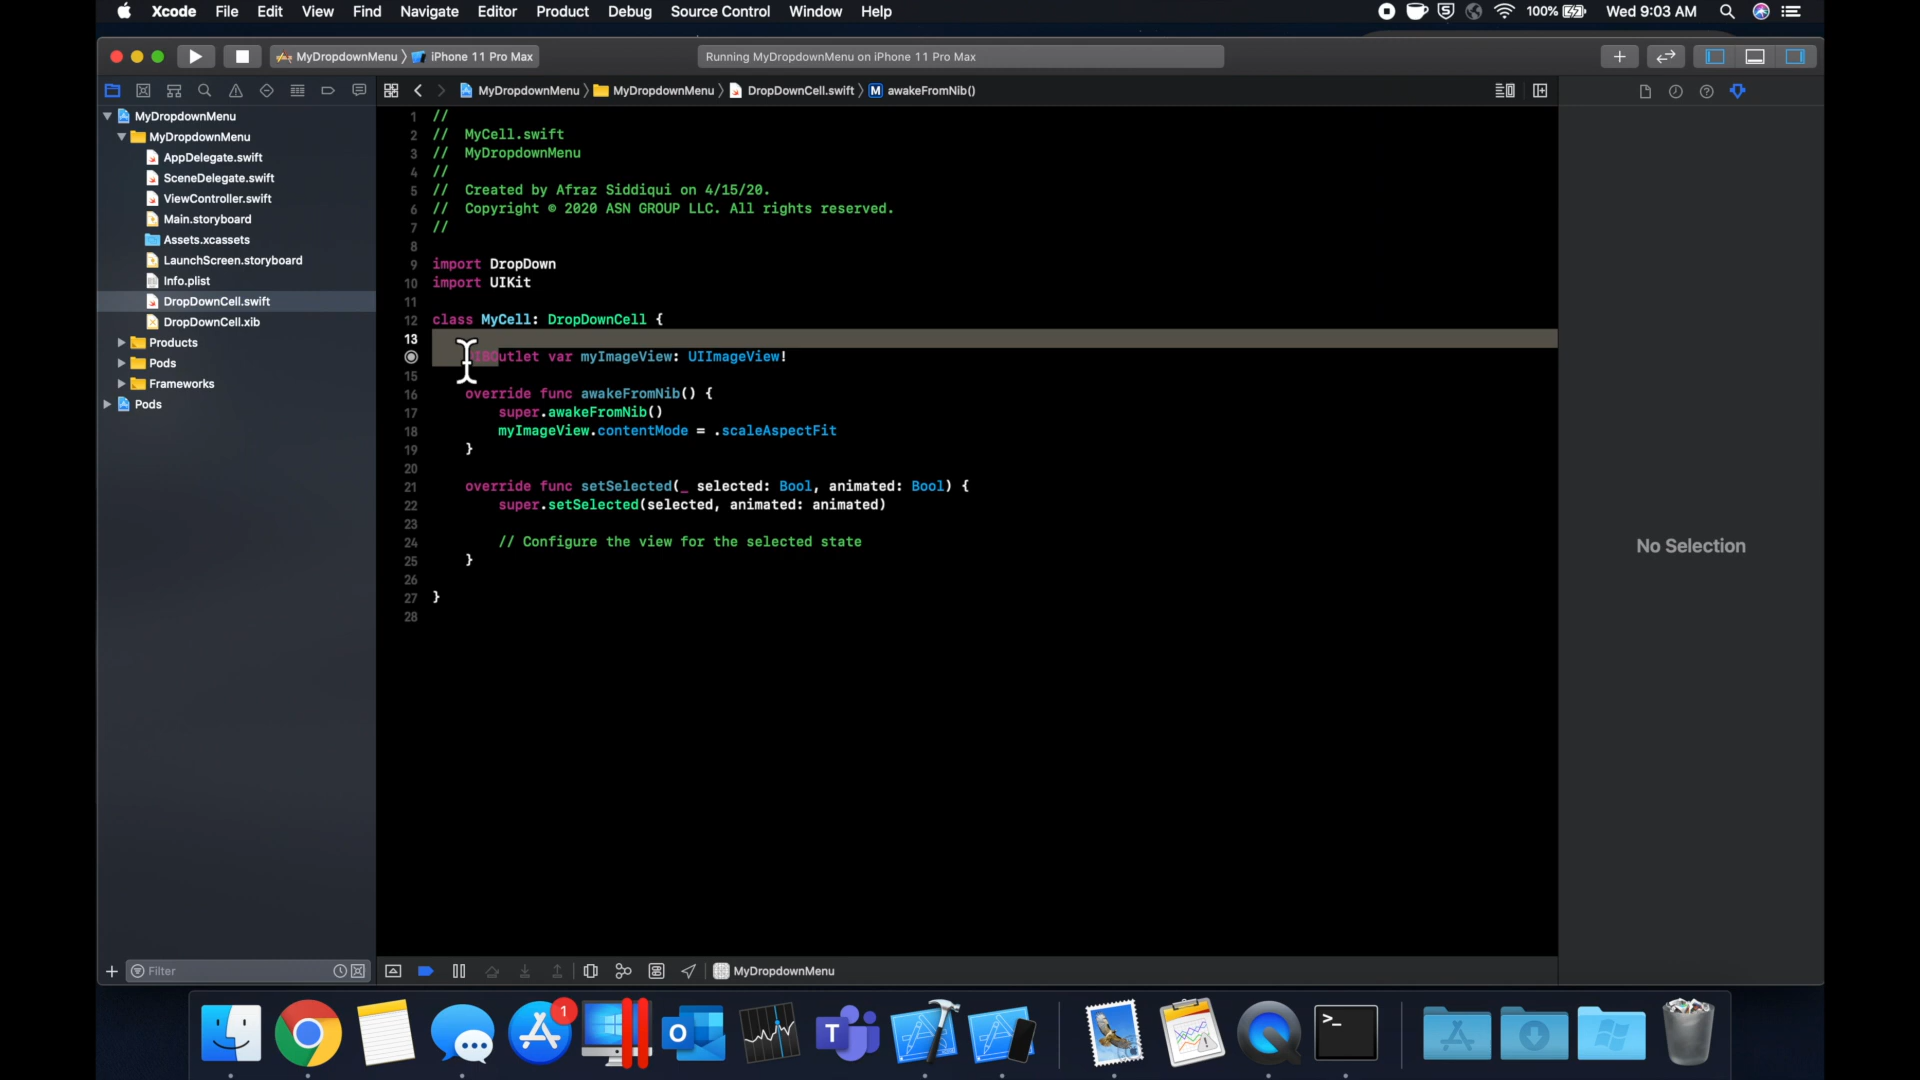 Xcode File Edit View Find Navigate Editor Product Debug Source Control Window Help 100% Wed 9:03 AM
MyDropdownMenu iPhone 11 Pro Max Running MyDropdownMenu on iPhone 11 Pro Max
MyDropdownMenu MyDropdownMenu DropDownCell.swift M awakeFromNib()
MyDropdownMenu
MyDropdownMenu
AppDelegate.swift
SceneDelegate.swift
ViewController.swift
Main.storyboard
Assets.xcassets
LaunchScreen.storyboard
Info.plist
DropDownCell.swift
DropDownCell.xib
Products
Pods
Frameworks
Pods
1 //
2 // MyCell.swift
3 // MyDropdownMenu
4 //
5 // Created by Afraz Siddiqui on 4/15/20.
6 // Copyright © 2020 ASN GROUP LLC. All rights reserved.
7 //
8
9 import DropDown
10 import UIKit
11
12 class MyCell: DropDownCell {
13
@IBOutlet var myImageView: UIImageView!
15
16 override func awakeFromNib() {
17 super.awakeFromNib()
18 myImageView.contentMode = .scaleAspectFit
19 }
20
21 override func setSelected(_ selected: Bool, animated: Bool) {
22 super.setSelected(selected, animated: animated)
23
24 // Configure the view for the selected state
25 }
26
27 }
28
No Selection
Filter
MyDropdownMenu
1